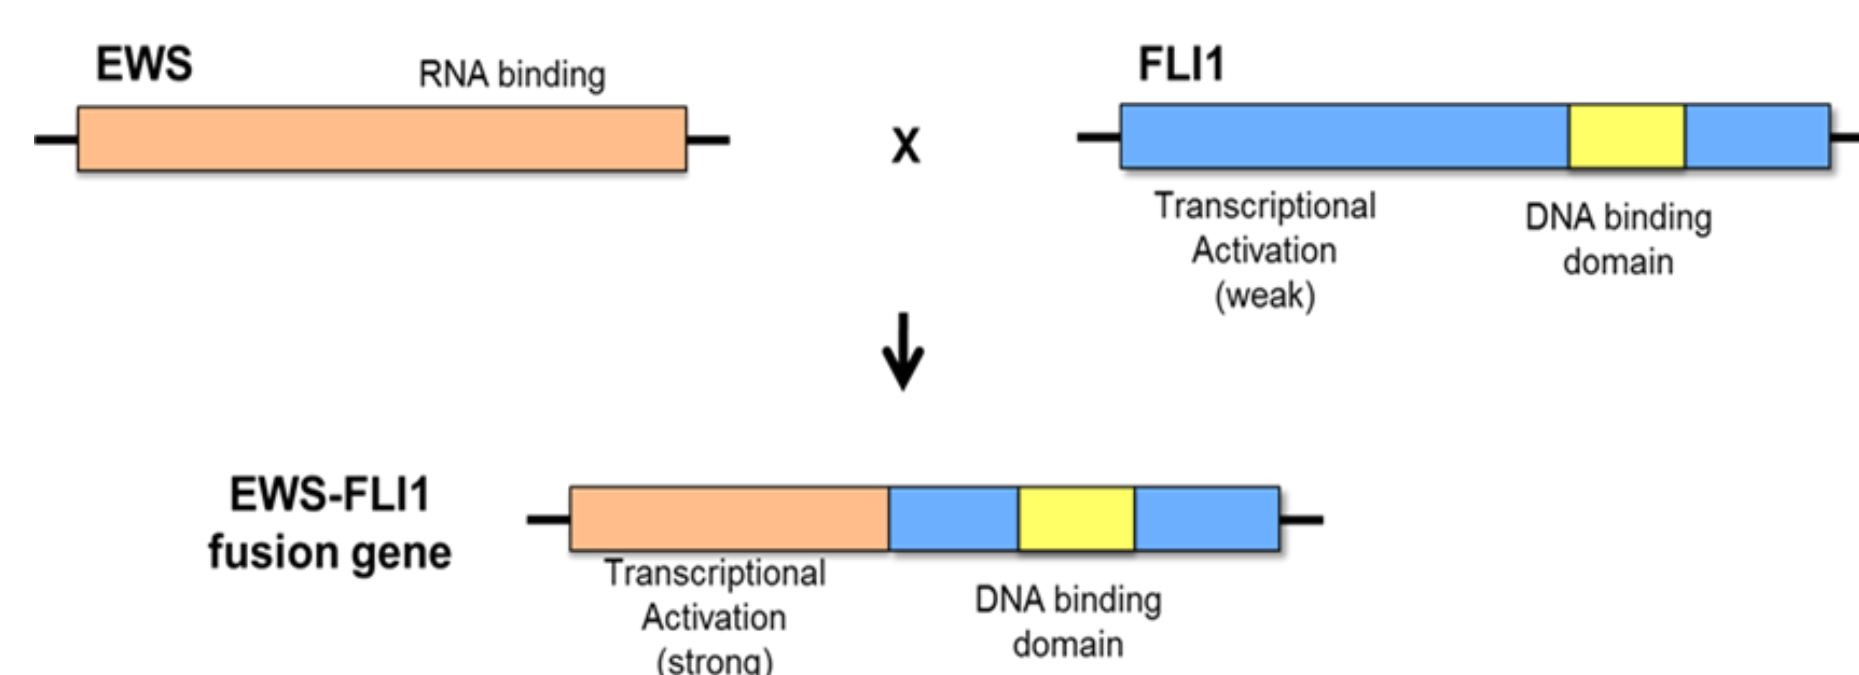 EWS
RNA binding
X
FLI1
Transcriptional
Activation
(weak)
DNA binding
domain
EWS-FLI1
fusion gene
Transcriptional
Activation
(strong)
DNA binding
domain